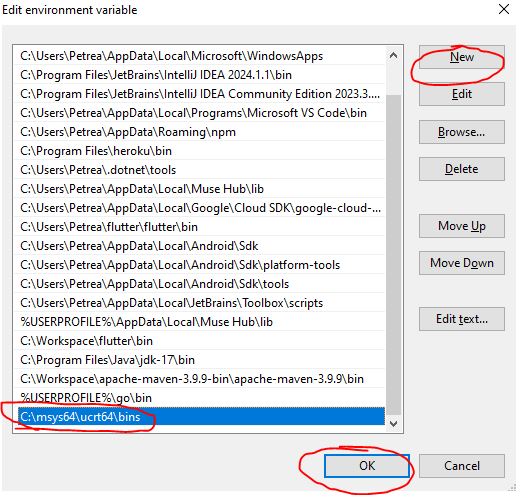 Edit environment variable
C:\Users\Petrea\AppData\Local\Microsoft\WindowsApps
C:\Program Files\JetBrains\IntelliJ IDEA 2024.1.1\bin
C:\Program Files\JetBrains\IntelliJ IDEA Community Edition 2023.3....
C:\Users\Petrea\AppData\Local\Programs\Microsoft VS Code\bin
C:\Users\Petrea\AppData\Roaming\npm
C:\Program Files\heroku\bin
C:\Users\Petrea\.dotnet\tools
C:\Users\Petrea\AppData\Local\Muse Hub\lib
C:\Users\Petrea\AppData\Local\Google\Cloud SDK\google-cloud-...
C:\Users\Petrea\flutter\flutter\bin
C:\Users\Petrea\AppData\Local\Android\Sdk
C:\Users\Petrea\AppData\Local\Android\Sdk\platform-tools
C:\Users\Petrea\AppData\Local\Android\Sdk\tools
C:\Users\Petrea\AppData\Local\JetBrains\Toolbox\scripts
%USERPROFILE%\AppData\Local\Muse Hub\lib
C:\Workspace\flutter\bin
C:\Program Files\Java\jdk-17\bin
C:\Workspace\apache-maven-3.9.9-bin\apache-maven-3.9.9\bin
%USERPROFILE%\go\bin
C:\msys64\ucrt64\bins
New
Edit
Browse...
Delete
Move Up
Move Down
Edit text...
OK
Cancel